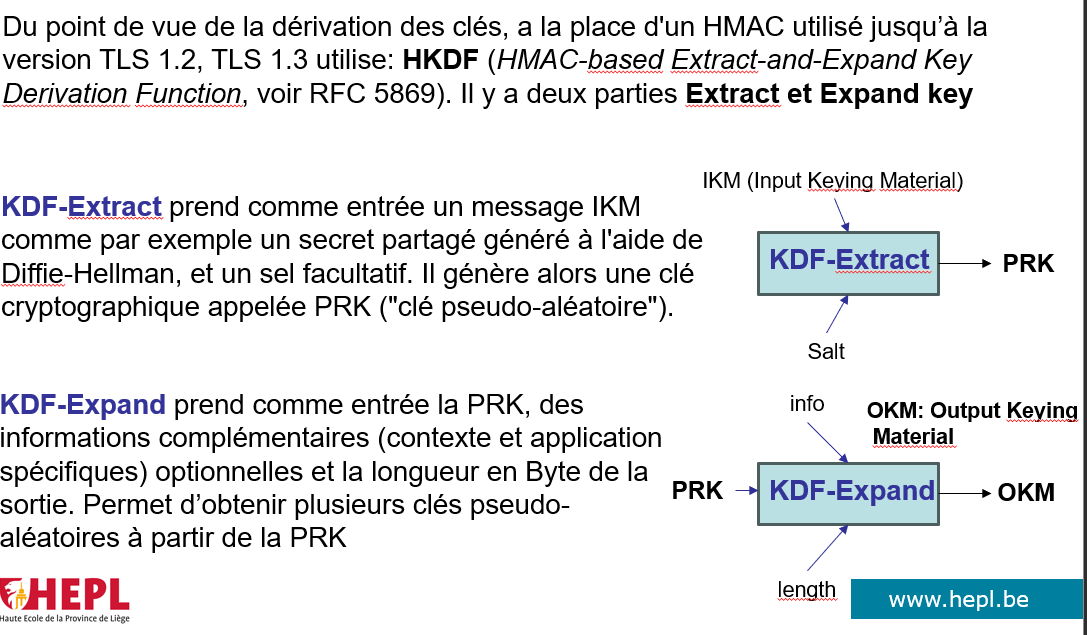 Du point de vue de la dérivation des clés, a la place d'un HMAC utilisé jusqu’à la
version TLS 1.2, TLS 1.3 utilise: HKDF (HMAC-based Extract-and-Expand Key
Derivation Function, voir RFC 5869). Il y a deux parties Extract et Expand key
IKM (Input Keying Material)
KDF-Extract prend comme entrée un message IKM
comme par exemple un secret partagé généré à l'aide de
Diffie-Hellman, et un sel facultatif. Il génère alors une clé
cryptographique appelée PRK ("clé pseudo-aléatoire").
KDF-Extract
PRK
Salt
KDF-Expand prend comme entrée la PRK, des
informations complémentaires (contexte et application
spécifiques) optionnelles et la longueur en Byte de la
sortie. Permet d’obtenir plusieurs clés pseudo-
aléatoires à partir de la PRK
info
OKM: Output Keying
Material
PRK
KDF-Expand
OKM
length
HEPL
Haute Ecole de la Province de Liège
www.hepl.be